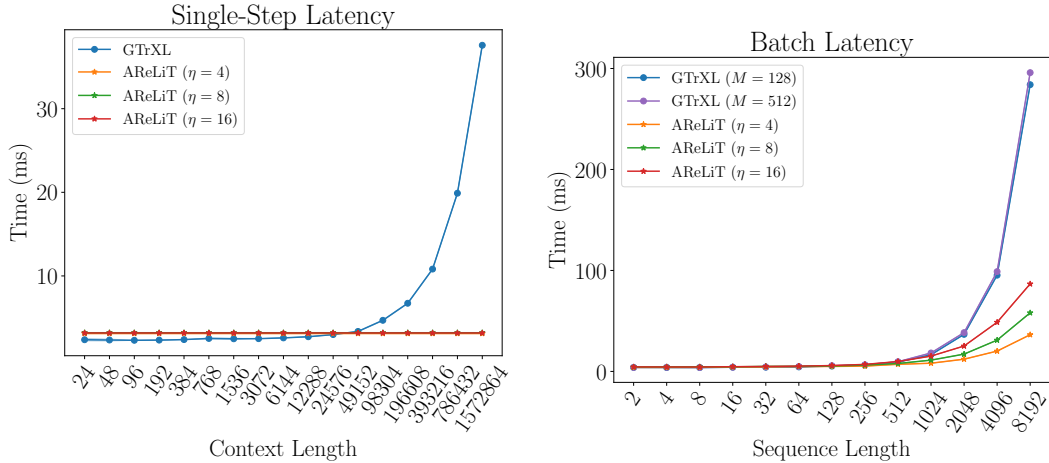 Single-Step Latency
GTrXL
AReLiT (η = 4)
AReLiT (η = 8)
AReLiT (η = 16)
Time (ms)
30
20
10
24
48
96
192
384
768
1536
3072
6144
12288
24576
49152
98304
196608
393216
786432
1572864
Context Length
Batch Latency
GTrXL (M = 128)
GTrXL (M = 512)
AReLiT (η = 4)
AReLiT (η = 8)
AReLiT (η = 16)
Time (ms)
300
200
100
0
2
4
8
16
32
64
128
256
512
1024
2048
4096
8192
Sequence Length